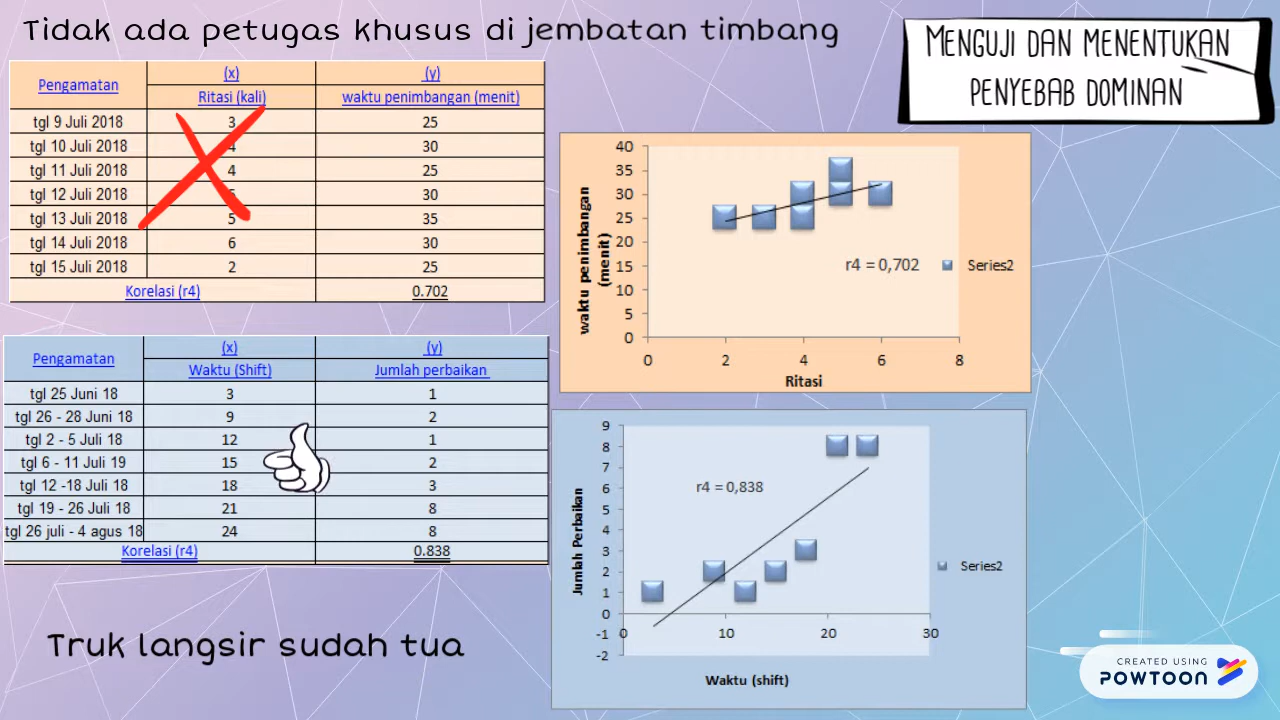 Tidak ada petugas khusus di jembatan timbang
MENGUJI DAN MENENTUKAN
PENYEBAB DOMINAN
Pengamatan (x) (y)
Ritasi (kali) waktu penimbangan (menit)
tgl 9 Juli 2018 3 25
tgl 10 Juli 2018 4 30
tgl 11 Juli 2018 4 25
tgl 12 Juli 2018 5 30
tgl 13 Juli 2018 5 35
tgl 14 Juli 2018 6 30
tgl 15 Juli 2018 2 25
Korelasi (r4) 0.702
40
35
30
25
20
15
10
5
0
0 2 4 6 8
waktu penimbangan
(menit)
r4 = 0,702
Series2
Ritasi
Pengamatan (x) (y)
Waktu (Shift) Jumlah perbaikan
tgl 25 Juni 18 3 1
tgl 26 - 28 Juni 18 9 2
tgl 2 - 5 Juli 18 12 1
tgl 6 - 11 Juli 19 15 2
tgl 12 -18 Juli 18 18 3
tgl 19 - 26 Juli 18 21 8
tgl 26 juli - 4 agus 18 24 8
Korelasi (r4) 0.838
9
8
7
6
5
4
3
2
1
0
-1
-2
0 10 20 30
Jumlah Perbaikan
r4 = 0,838
Series2
Waktu (shift)
Truk langsir sudah tua
CREATED USING
POWTOON